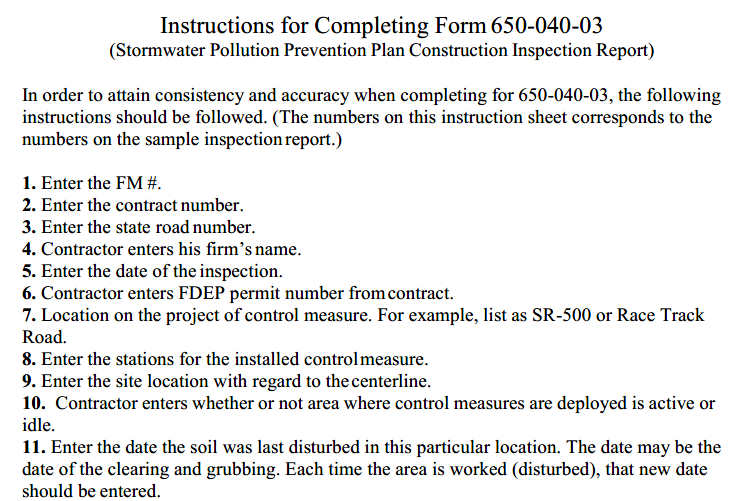 Instructions for Completing Form 650-040-03
(Stormwater Pollution Prevention Plan Construction Inspection Report)
In order to attain consistency and accuracy when completing for 650-040-03, the following
instructions should be followed. (The numbers on this instruction sheet corresponds to the
numbers on the sample inspection report.)
1. Enter the FM #.
2. Enter the contract number.
3. Enter the state road number.
4. Contractor enters his firm's name.
5. Enter the date of the inspection.
6. Contractor enters FDEP permit number from contract.
7. Location on the project of control measure. For example, list as SR-500 or Race Track
Road.
8. Enter the stations for the installed control measure.
9. Enter the site location with regard to the centerline.
10. Contractor enters whether or not area where control measures are deployed is active or
idle.
11. Enter the date the soil was last disturbed in this particular location. The date may be the
date of the clearing and grubbing. Each time the area is worked (disturbed), that new date
should be entered.